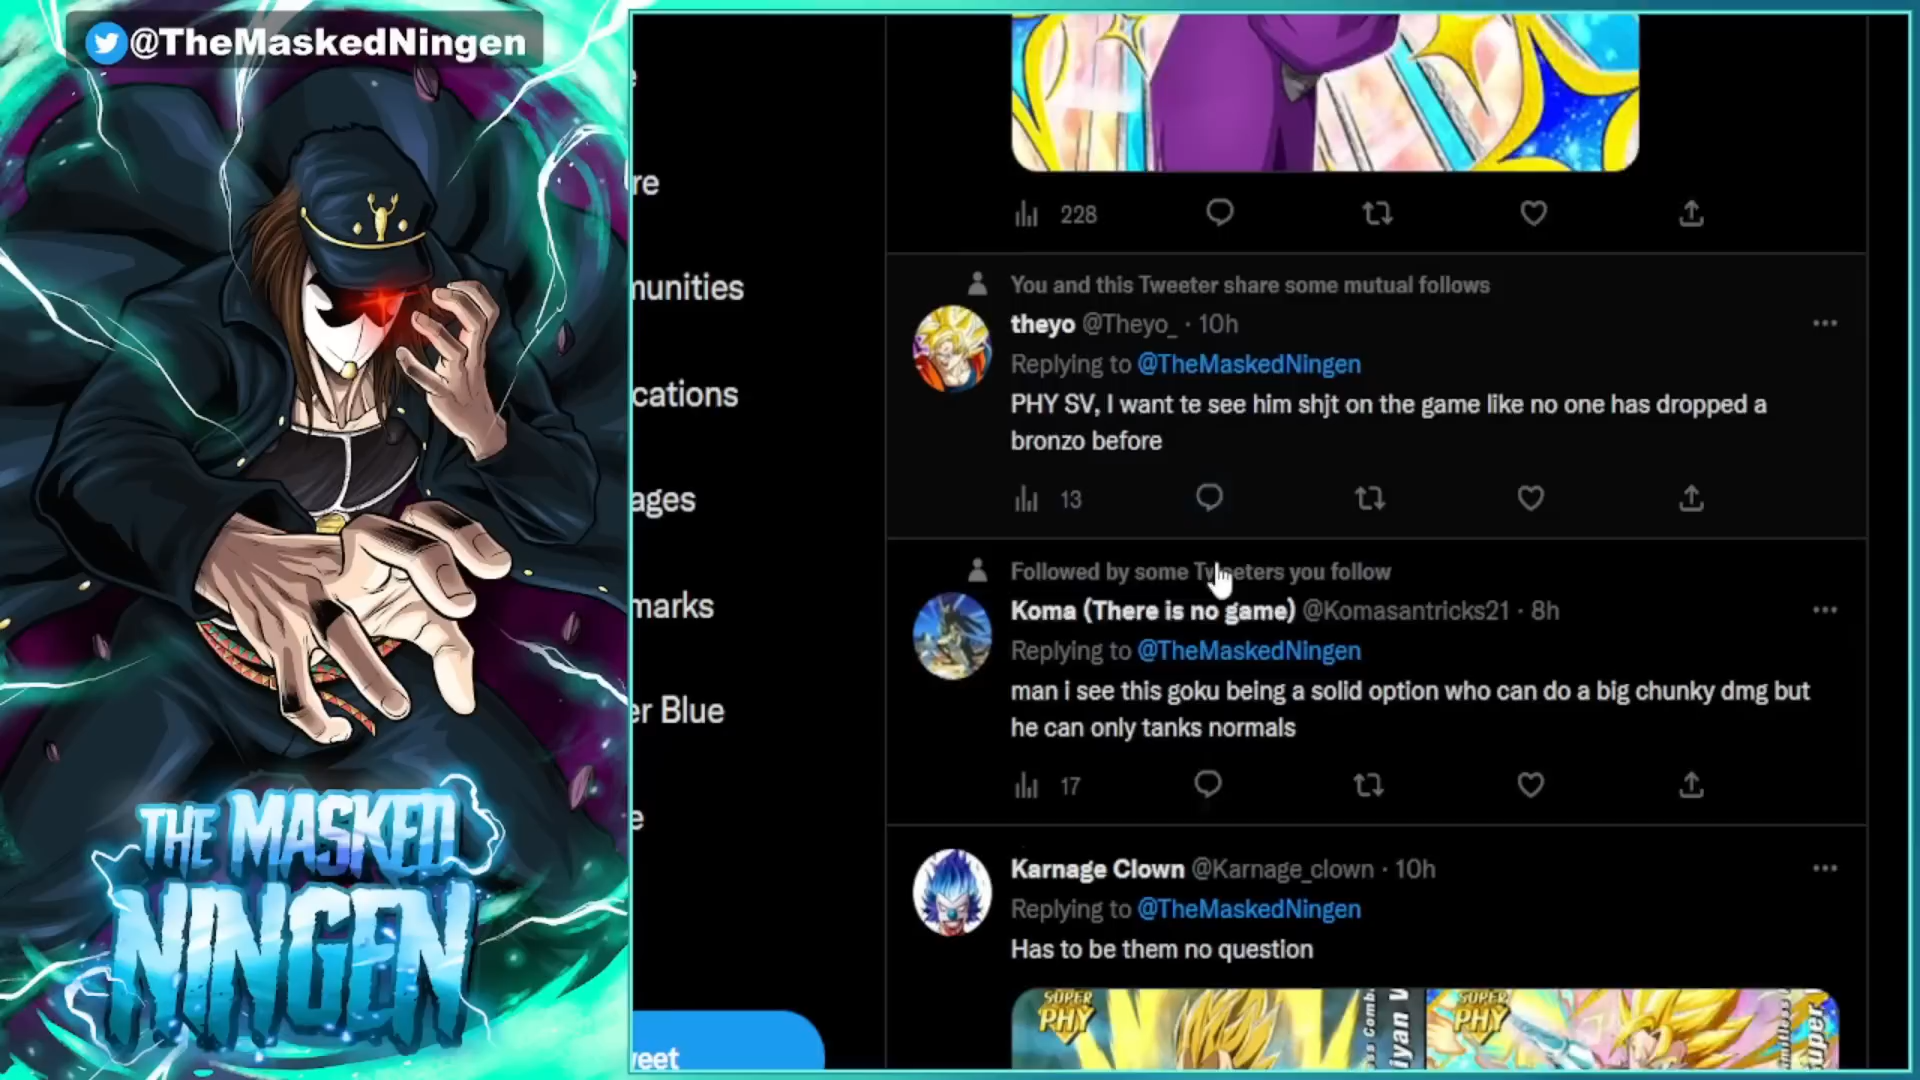 @TheMaskedNingen
re
228
You and this Tweeter share some mutual follows
munities
theyo @Theyo_ · 10h
Replying to @TheMaskedNingen
cations
PHY SV, I want te see him shjt on the game like no one has dropped a
bronzo before
ages
13
Followed by some Tweeters you follow
marks
Koma (There is no game) @Komasantricks21 · 8h
Replying to @TheMaskedNingen
man i see this goku being a solid option who can do a big chunky dmg but
er Blue
he can only tanks normals
17
e
THE MASKED
NINGEN
Karnage Clown @Karnage_clown · 10h
Replying to @TheMaskedNingen
Has to be them no question
SUPER
PHY
SUPER
PHY
weet